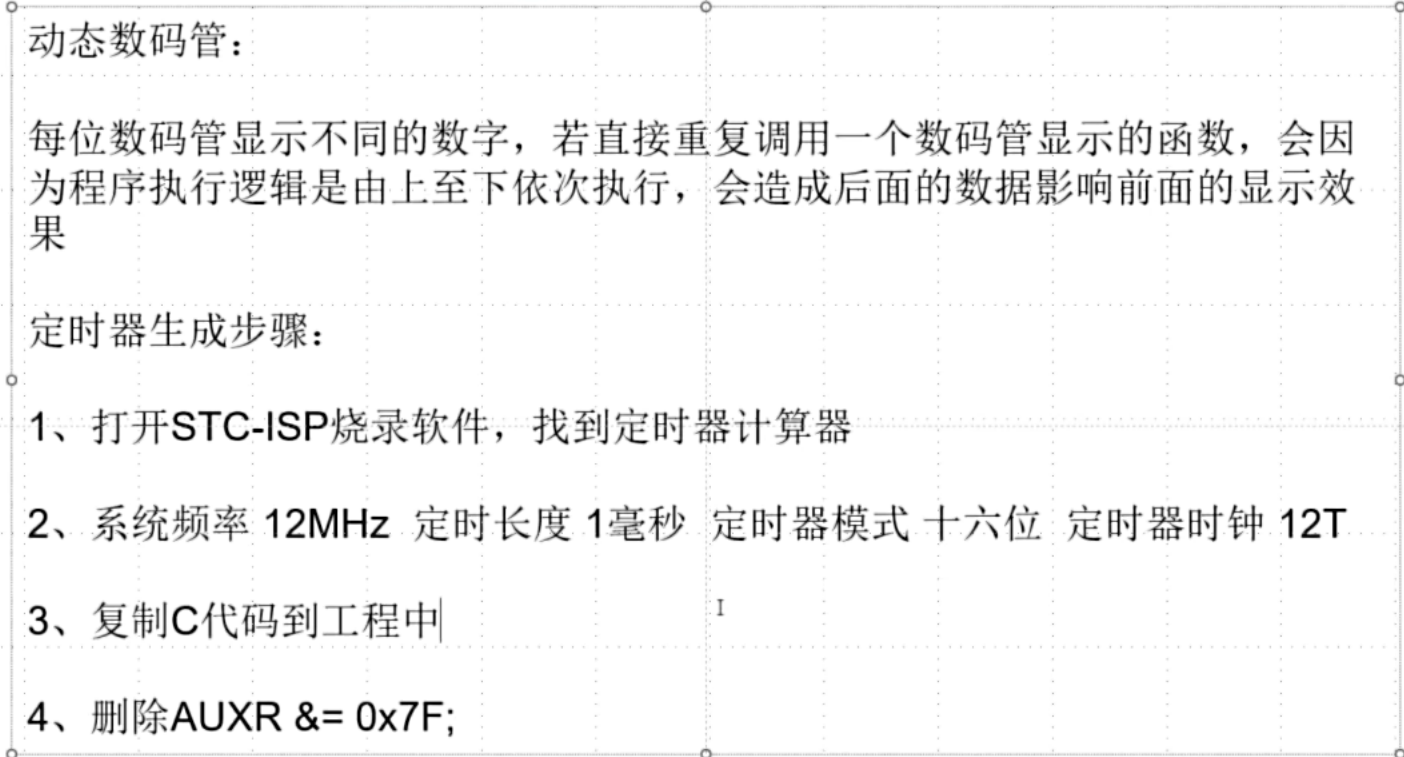 动态数码管：
每位数码管显示不同的数字，若直接重复调用一个数码管显示的函数，会因
为程序执行逻辑是由上至下依次执行，会造成后面的数据影响前面的显示效
果
定时器生成步骤：
1、打开STC-ISP烧录软件，找到定时器计算器
2、系统频率 12MHz  定时长度 1毫秒  定时器模式 十六位  定时器时钟 12T
3、复制C代码到工程中
4、删除AUXR &= 0x7F;